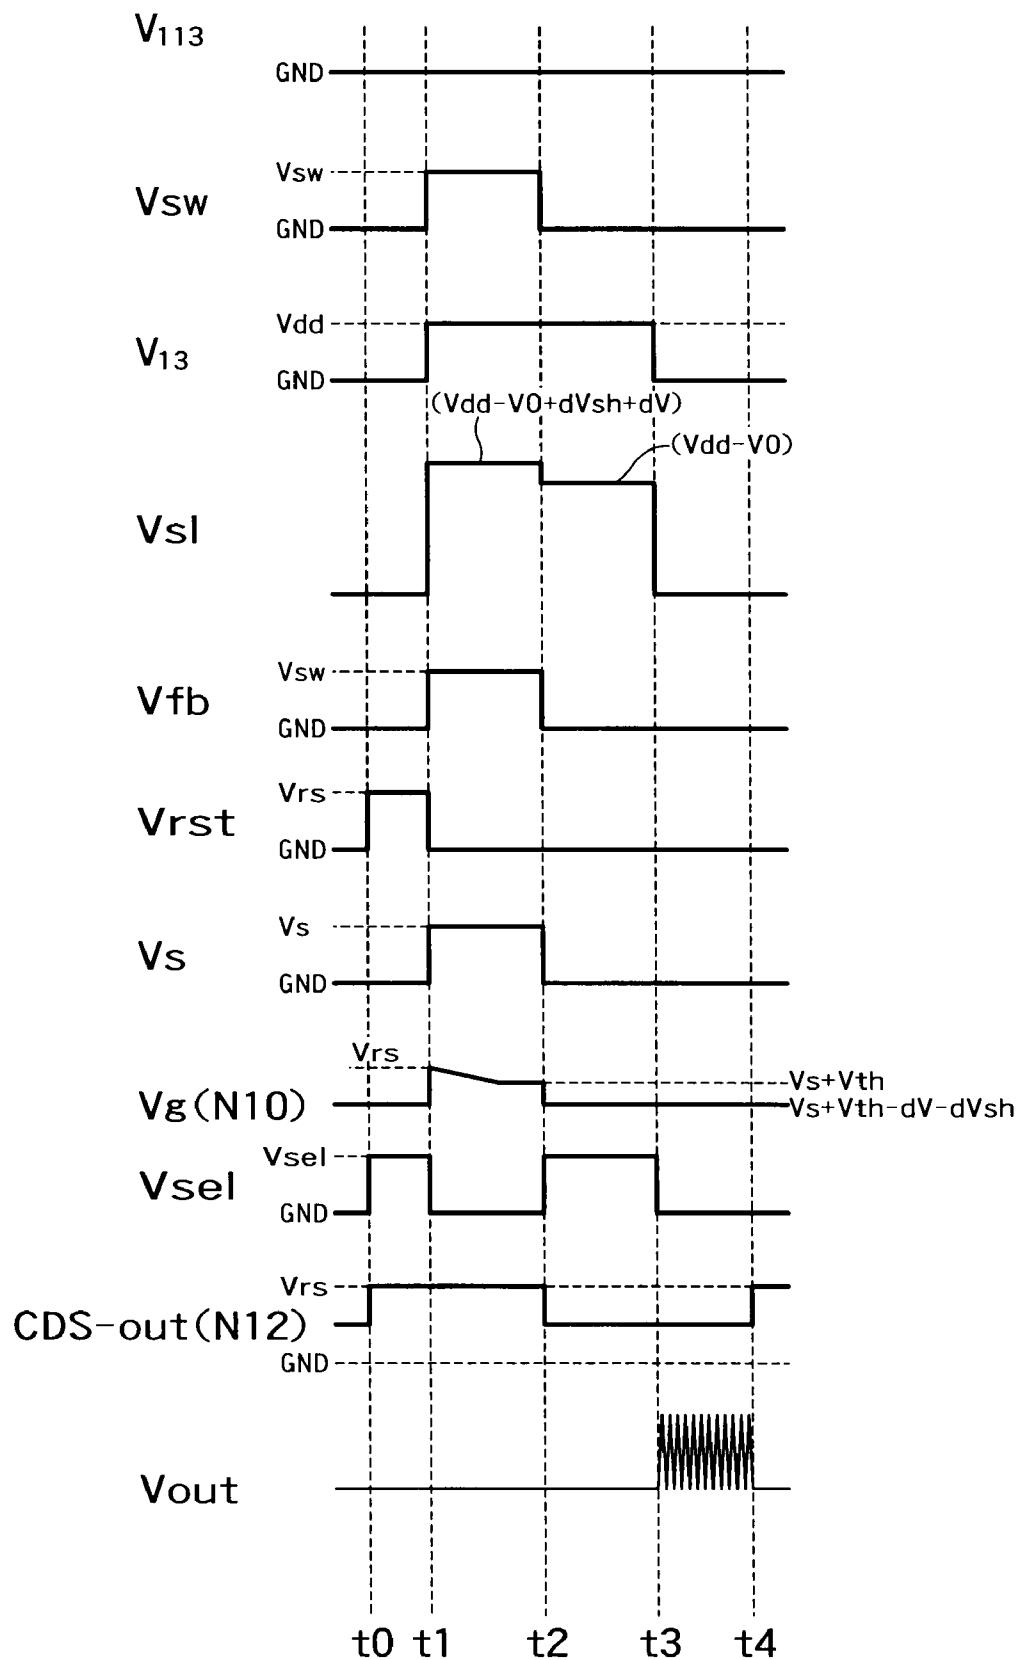 V113
GND
Vsw
Vsw
GND
Vdd
V13
GND
(Vdd-V0+dVsh+dV)
(Vdd-V0)
Vsl
Vsw
Vfb
GND
Vrs
Vrst
GND
Vs
Vs
GND
Vrs
Vs+Vth
Vg(N10)
Vs+Vth-dV-dVsh
Vsel
Vsel
GND
Vrs
CDS-out(N12)
GND
Vout
t0 t1 t2 t3 t4